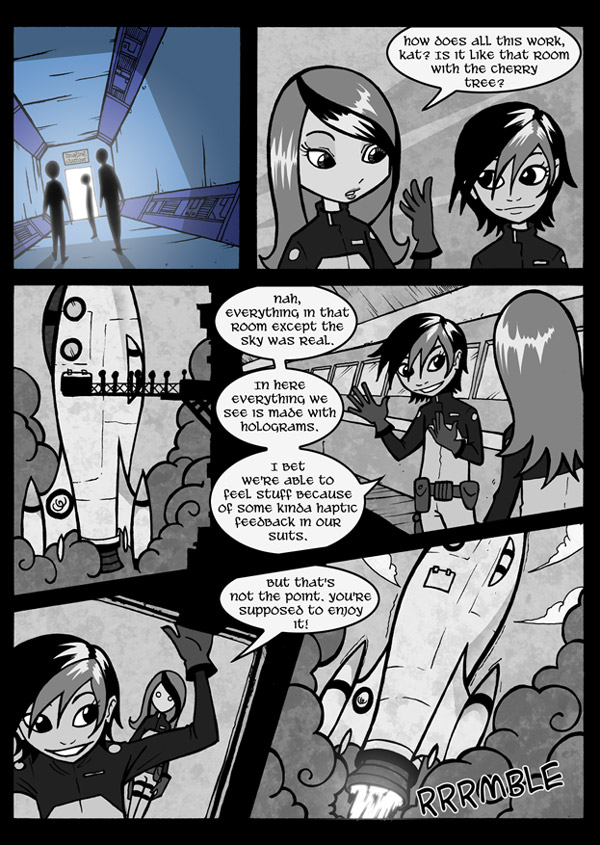 how does all this work,
kat? Is it like that room
with the cherry
tree?
nah,
everything in that
room except the
sky was real.
In here
everything we
see is made with
holograms.
I bet
we're able to
feel stuff because
of some kinda haptic
feedback in our
suits.
But that's
not the point. you're
supposed to enjoy
it!
RRRMBLE